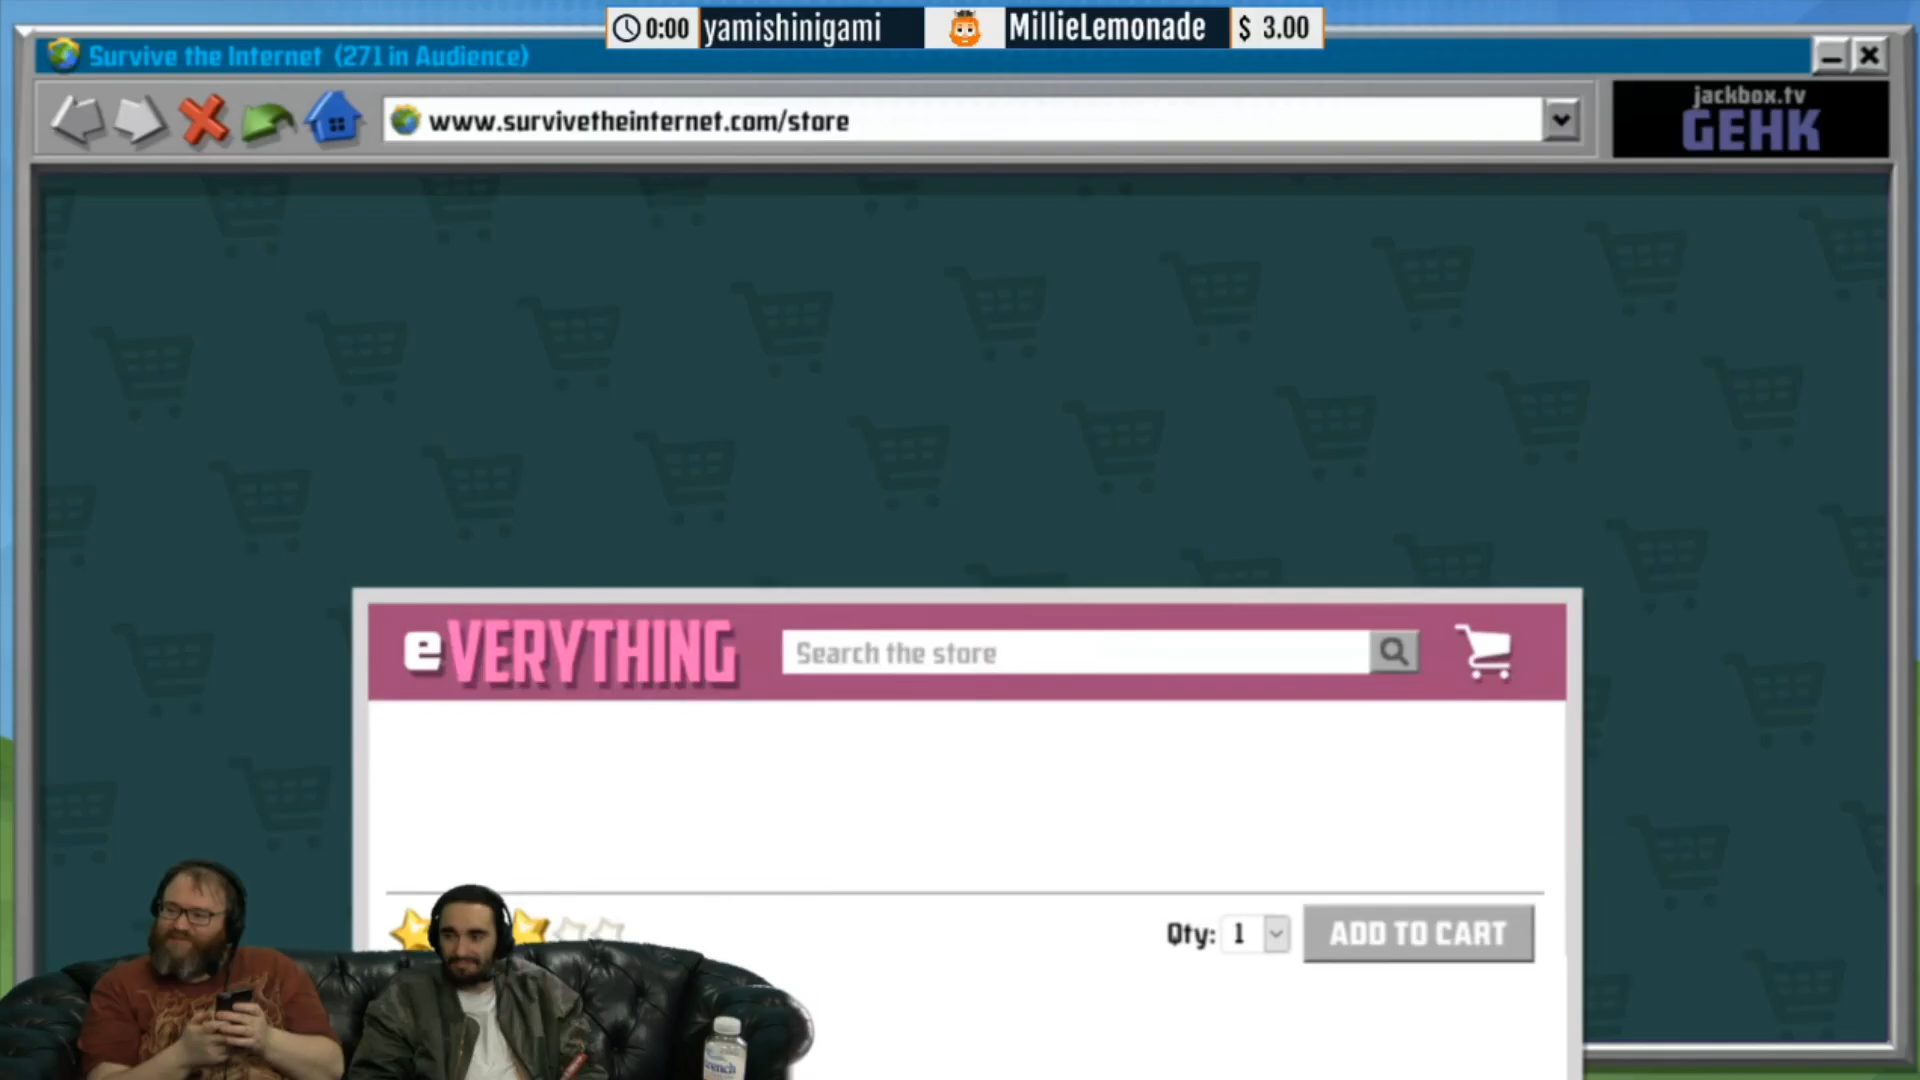 0:00 yamishinigami MillieLemonade $ 3.00
Survive the Internet (271 in Audience)
www.survivetheinternet.com/store
jackbox.tv
GEHK
eVERYTHING
Search the store
Qty: 1
ADD TO CART